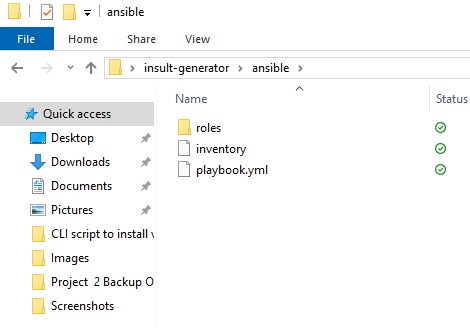 ansible
File Home Share View
insult-generator ansible
Name Status
Quick access
Desktop
Downloads
Documents
Pictures
CLI script to install v
Images
Project 2 Backup O
Screenshots
roles
inventory
playbook.yml